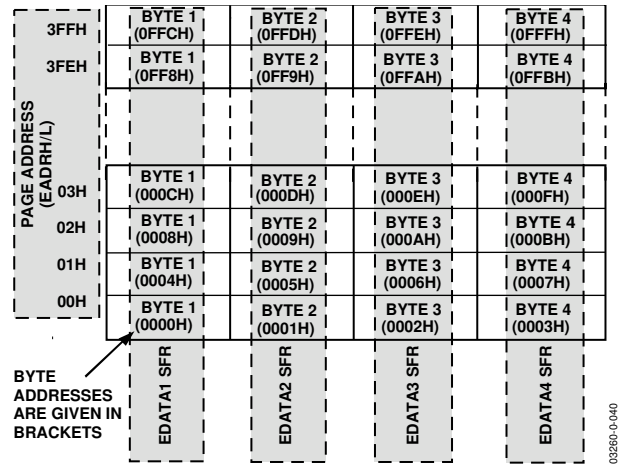 3FFH
BYTE 1 BYTE 2 BYTE 3 BYTE 4
(0FFCH) (0FFDH) (0FFEH) (0FFFH)
3FEH
BYTE 1 BYTE 2 BYTE 3 BYTE 4
(0FF8H) (0FF9H) (0FFAH) (0FFBH)
PAGE ADDRESS
(EADRH/L)
03H
BYTE 1 BYTE 2 BYTE 3 BYTE 4
(000CH) (000DH) (000EH) (000FH)
02H
BYTE 1 BYTE 2 BYTE 3 BYTE 4
(0008H) (0009H) (000AH) (000BH)
01H
BYTE 1 BYTE 2 BYTE 3 BYTE 4
(0004H) (0005H) (0006H) (0007H)
00H
BYTE 1 BYTE 2 BYTE 3 BYTE 4
(0000H) (0001H) (0002H) (0003H)
BYTE
ADDRESSES
ARE GIVEN IN
BRACKETS
EDATA1 SFR
EDATA2 SFR
EDATA3 SFR
EDATA4 SFR
03260-0-040